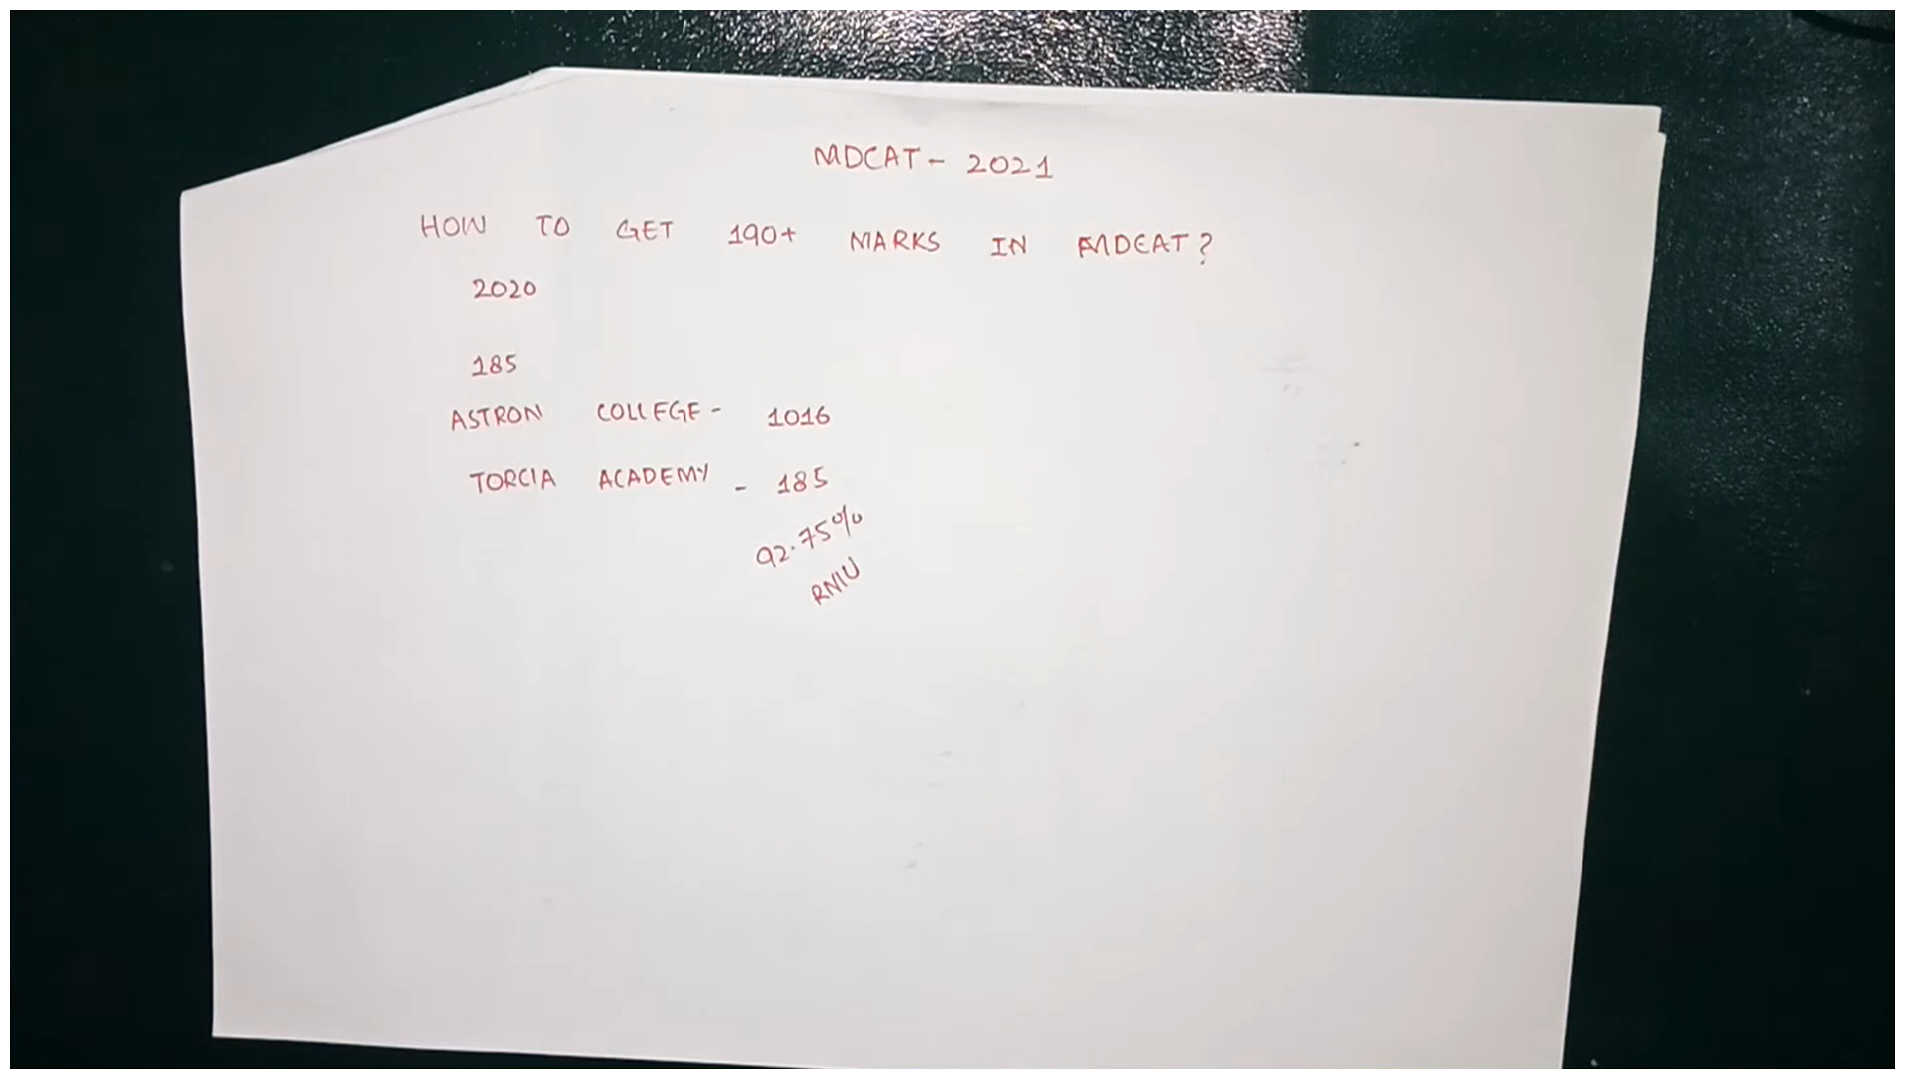 MDCAT - 2021
HOW TO GET 190+ MARKS IN MDCAT?
2020
185
ASTRON COLLEGE - 1016
TORCIA ACADEMY - 185
92.75%
RMU